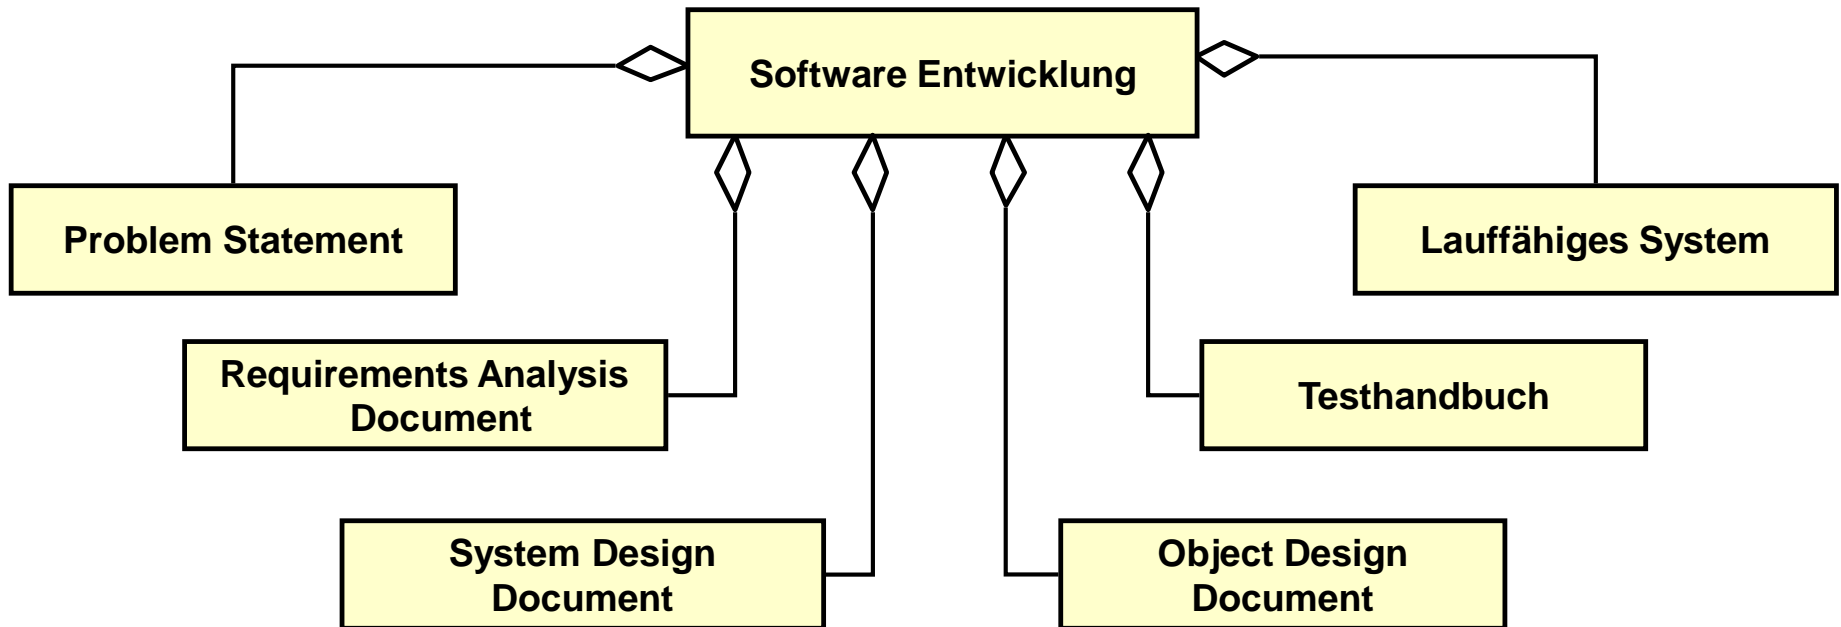 Software Entwicklung
Problem Statement
Lauffähiges System
Requirements Analysis
Document
Testhandbuch
System Design
Document
Object Design
Document